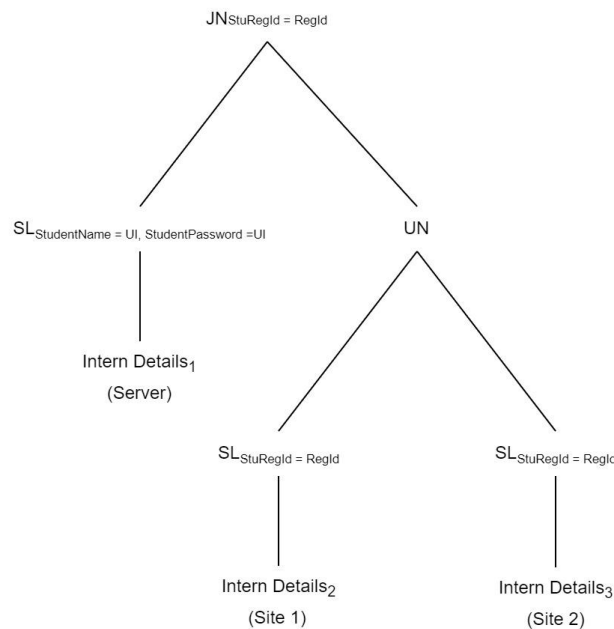 JNStuRegId = RegId
SLStudentName = UI, StudentPassword =UI
UN
Intern Details1
(Server)
SLStuRegId = RegId
SLStuRegId = RegId
Intern Details2
(Site 1)
Intern Details3
(Site 2)